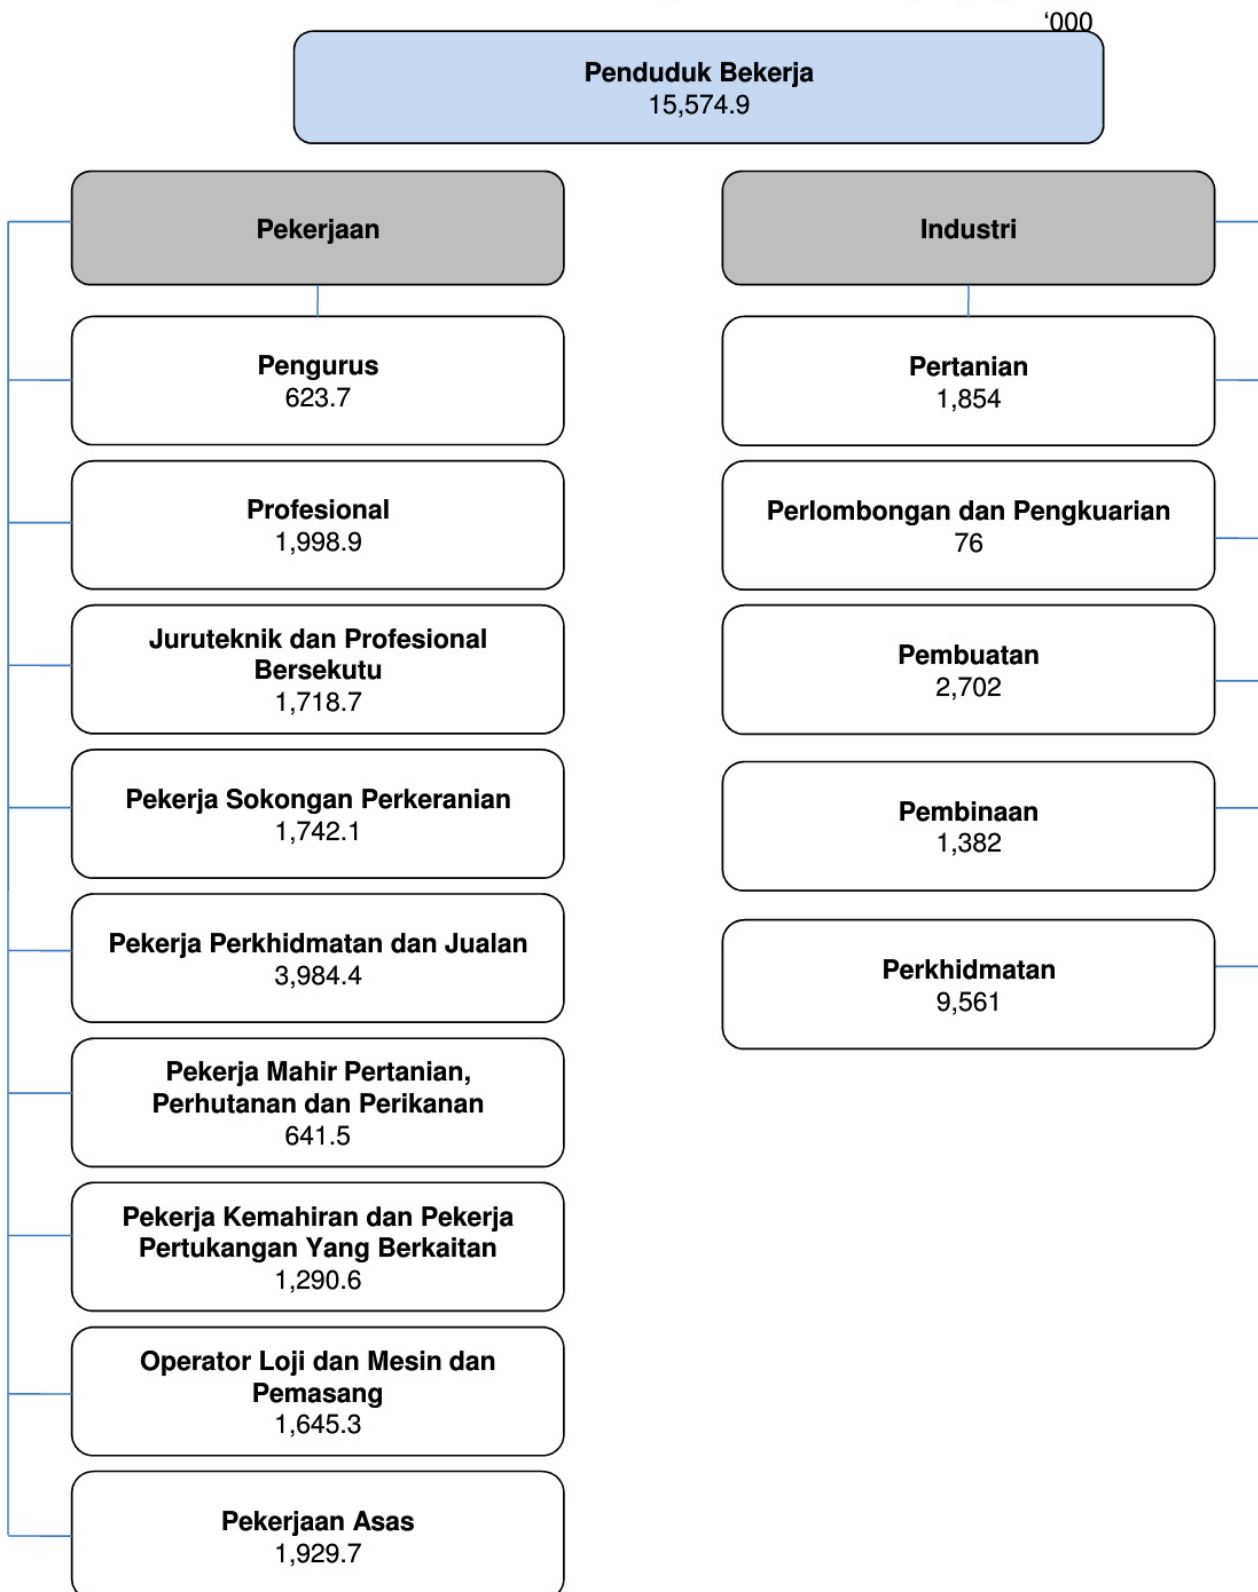 ‘000
Penduduk Bekerja
15,574.9
Pekerjaan
Pengurus
623.7
Profesional
1,998.9
Juruteknik dan Profesional
Bersekutu
1,718.7
Pekerja Sokongan Perkeranian
1,742.1
Pekerja Perkhidmatan dan Jualan
3,984.4
Pekerja Mahir Pertanian,
Perhutanan dan Perikanan
641.5
Pekerja Kemahiran dan Pekerja
Pertukangan Yang Berkaitan
1,290.6
Operator Loji dan Mesin dan
Pemasang
1,645.3
Pekerjaan Asas
1,929.7
Industri
Pertanian
1,854
Perlombongan dan Pengkuarian
76
Pembuatan
2,702
Pembinaan
1,382
Perkhidmatan
9,561